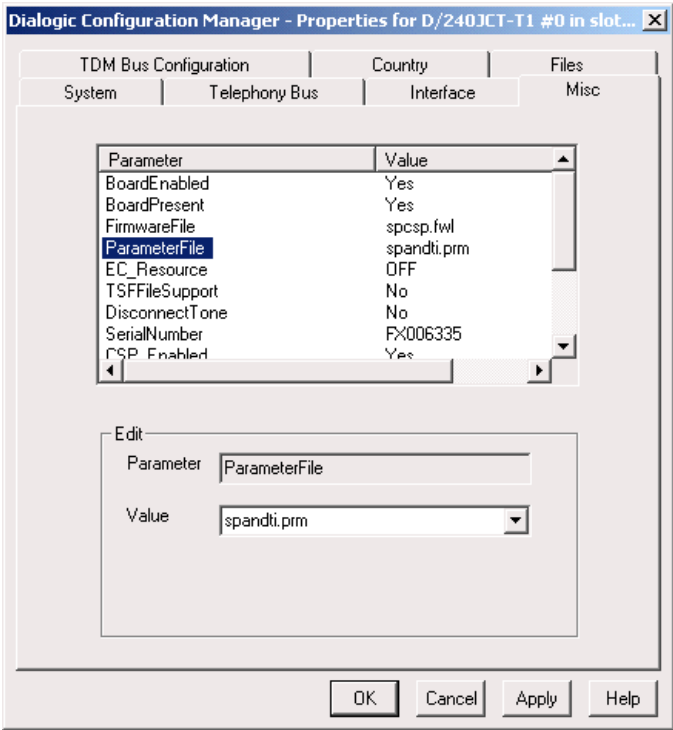 Dialogic Configuration Manager - Properties for D/240JCT-T1 #0 in slot...
TDM Bus Configuration Country Files
System Telephony Bus Interface Misc
Parameter Value
BoardEnabled Yes
BoardPresent Yes
FirmwareFile spcsp.fwl
ParameterFile spandti.prm
EC_Resource OFF
TSFFileSupport No
DisconnectTone No
SerialNumber FX006335
CSP_Enabled Yes
Edit
Parameter ParameterFile
Value spandti.prm
OK Cancel Apply Help